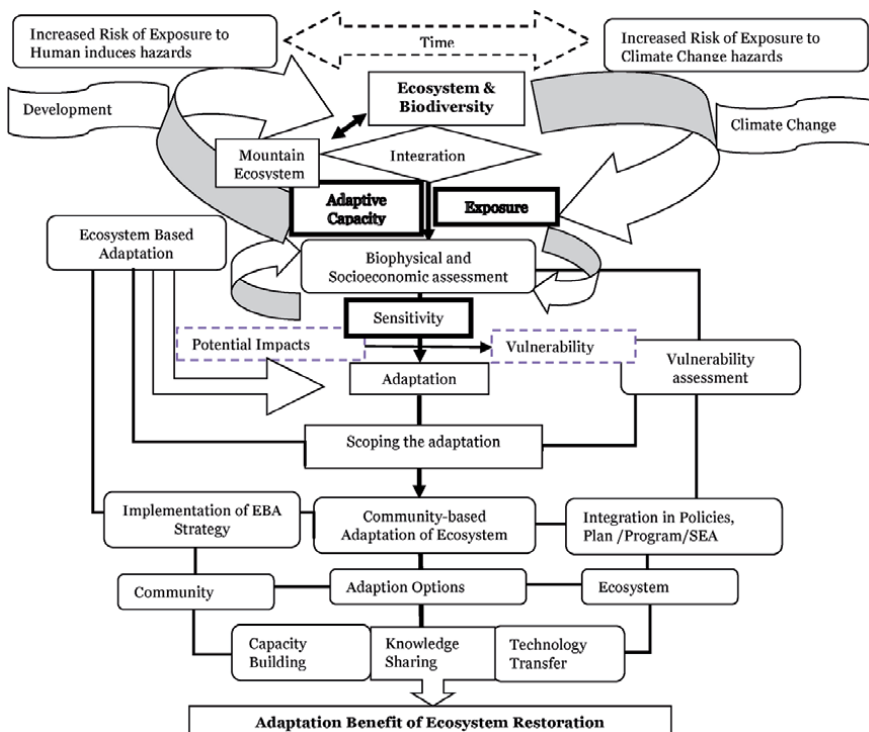 Increased Risk of Exposure to
Human induces hazards
Time
Increased Risk of Exposure to
Climate Change hazards
Ecosystem &
Biodiversity
Development
Climate Change
Mountain
Ecosystem
Integration
Adaptive
Capacity
Exposure
Ecosystem Based
Adaptation
Biophysical and
Socioeconomic assessment
Sensitivity
Potential Impacts
Vulnerability
Vulnerability
assessment
Adaptation
Scoping the adaptation
Implementation of EBA
Strategy
Community-based
Adaptation of Ecosystem
Integration in Policies,
Plan /Program/SEA
Community
Adaption Options
Ecosystem
Capacity
Building
Knowledge
Sharing
Technology
Transfer
Adaptation Benefit of Ecosystem Restoration